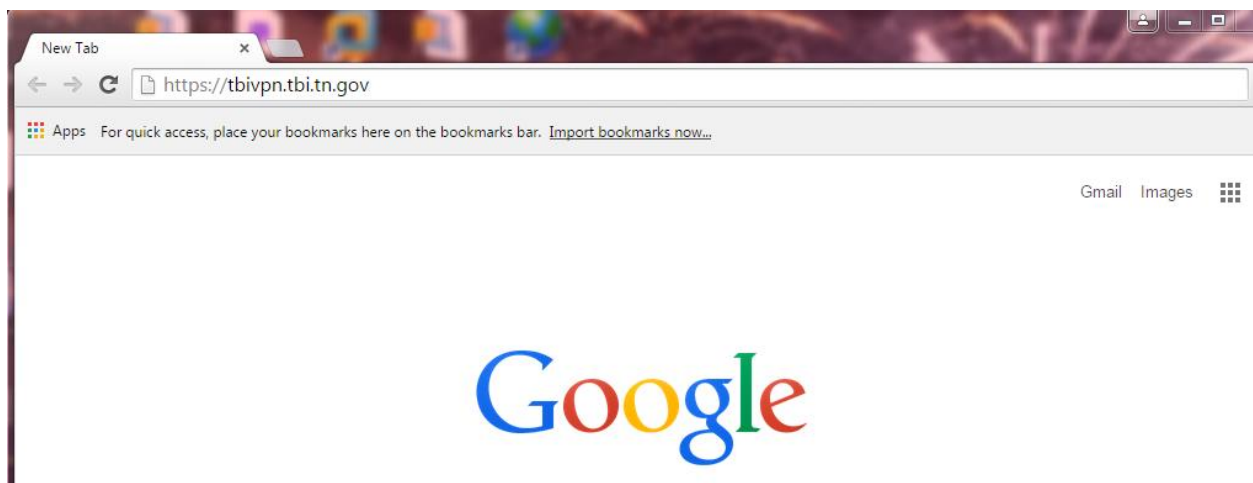 New Tab
https://tbivpn.tbi.tn.gov
Apps For quick access, place your bookmarks here on the bookmarks bar. Import bookmarks now...
Gmail Images
Google